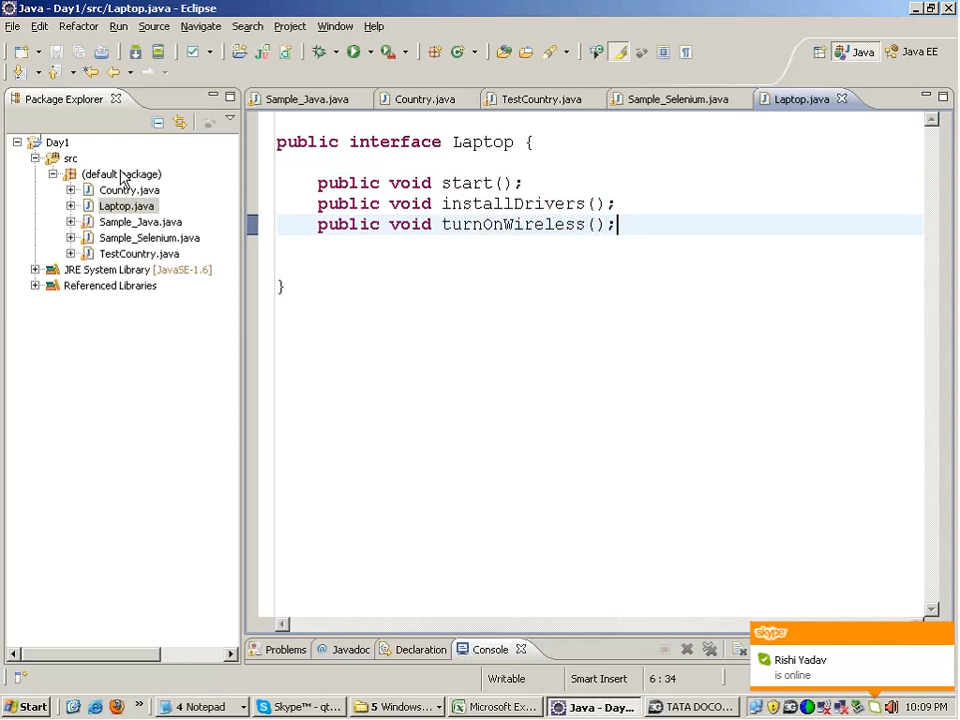 Java - Day1/src/Laptop.java - Eclipse
File Edit Refactor Run Source Navigate Search Project Window Help
Java Java EE
Package Explorer
Sample_Java.java Country.java TestCountry.java Sample_Selenium.java Laptop.java
Day1
src
(default package)
Country.java
Laptop.java
Sample_Java.java
Sample_Selenium.java
TestCountry.java
JRE System Library [JavaSE-1.6]
Referenced Libraries
public interface Laptop {
public void start();
public void installDrivers();
public void turnOnWireless();
}
skype
Rishi Yadav
is online
Problems Javadoc Declaration Console
Writable Smart Insert 6 : 34
Start 4 Notepad Skype™ - qt... 5 Windows... Microsoft Ex... Java - Day... TATA DOCO... 10:09 PM